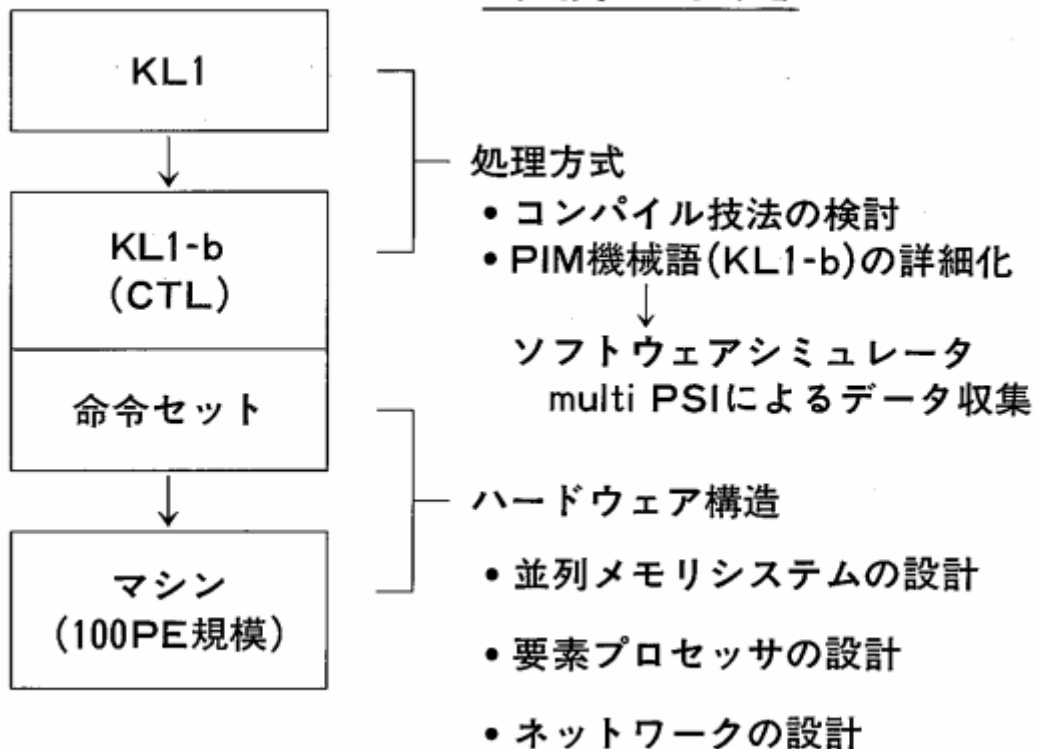 KL1
KL1-b
(CTL)
命令セット
マシン
(100PE規模)
処理方式
• コンパイル技法の検討
• PIM機械語(KL1-b)の詳細化
ソフトウェアシミュレータ
multi PSIによるデータ収集
ハードウェア構造
• 並列メモリシステムの設計
• 要素プロセッサの設計
• ネットワークの設計